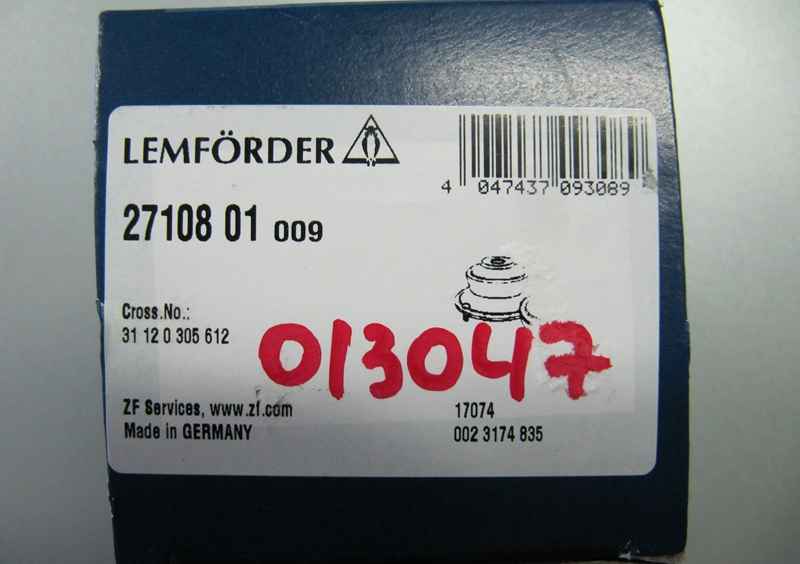 LEMFÖRDER
4 047437 093089
27108 01 009
Cross.No.:
31 12 0 305 612
013047
ZF Services, www.zf.com
Made in GERMANY
17074
002 3174 835